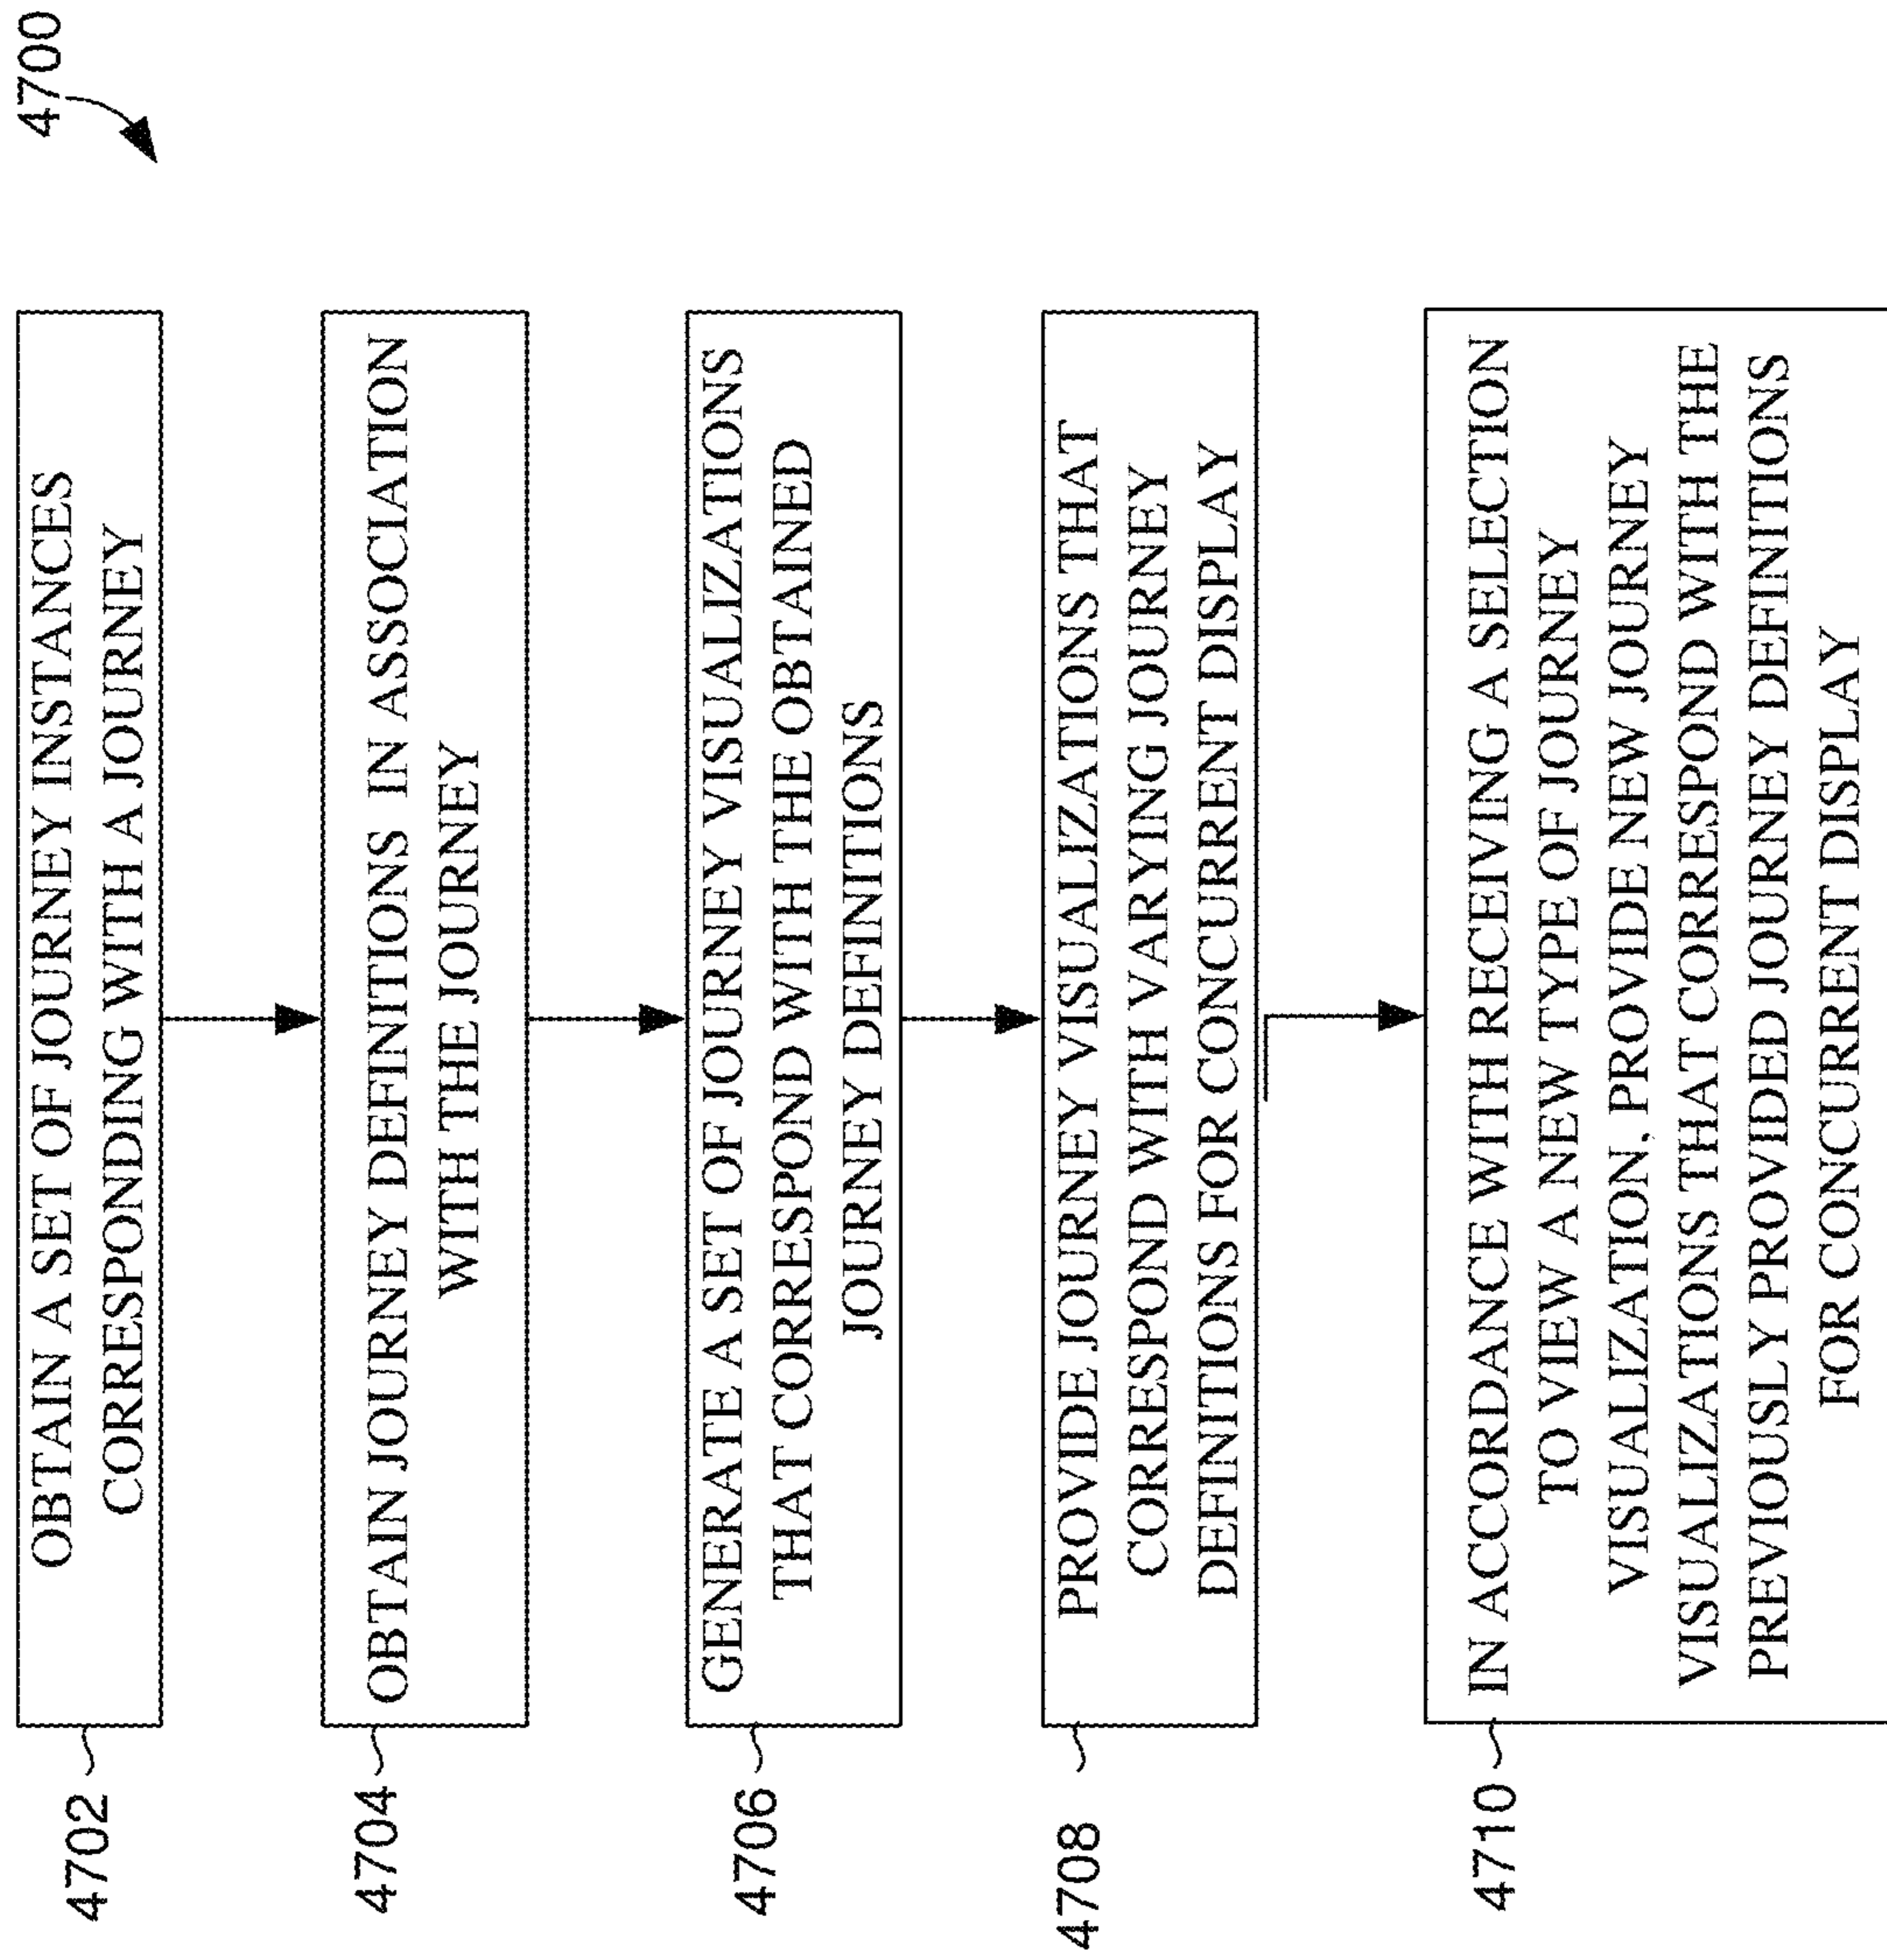 4700
4702
OBTAIN A SET OF JOURNEY INSTANCES
CORRESPONDING WITH A JOURNEY
4704
OBTAIN JOURNEY DEFINITIONS IN ASSOCIATION
WITH THE JOURNEY
4706
GENERATE A SET OF JOURNEY VISUALIZATIONS
THAT CORRESPOND WITH THE OBTAINED
JOURNEY DEFINITIONS
4708
PROVIDE JOURNEY VISUALIZATIONS THAT
CORRESPOND WITH VARYING JOURNEY
DEFINITIONS FOR CONCURRENT DISPLAY
4710
IN ACCORDANCE WITH RECEIVING A SELECTION
TO VIEW A NEW TYPE OF JOURNEY
VISUALIZATION, PROVIDE NEW JOURNEY
VISUALIZATIONS THAT CORRESPOND WITH THE
PREVIOUSLY PROVIDED JOURNEY DEFINITIONS
FOR CONCURRENT DISPLAY